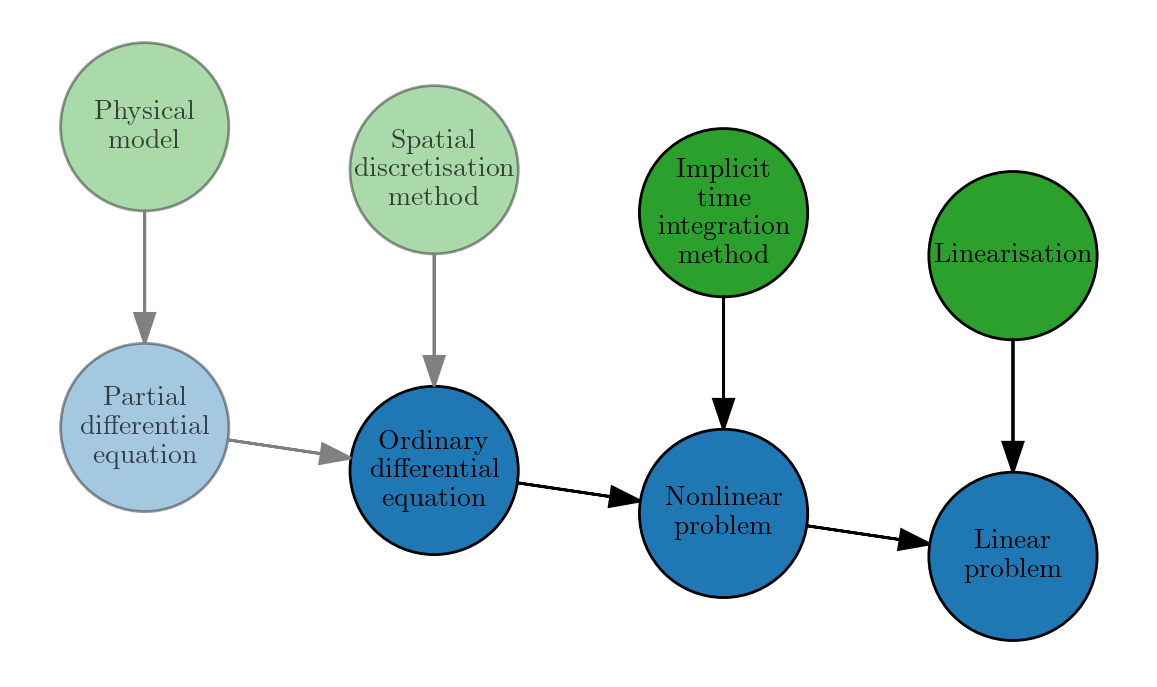 Physical
model
Spatial
discretisation
method
Implicit
time
integration
method
Linearisation
Partial
differential
equation
Ordinary
differential
equation
Nonlinear
problem
Linear
problem